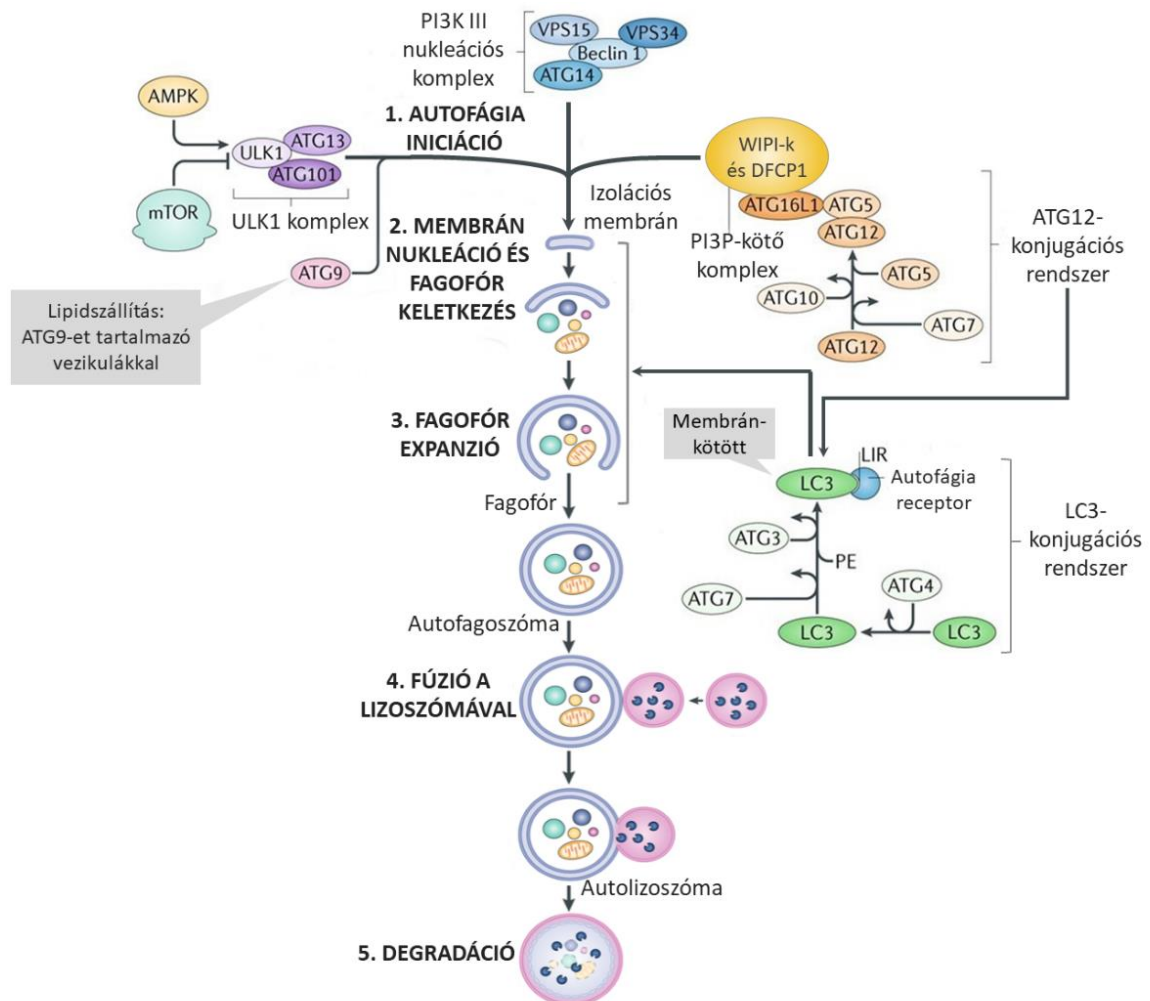 PI3K III
nukleációs
komplex
VPS15
VPS34
Beclin 1
ATG14
AMPK
1. AUTOFÁGIA
INICIÁCIÓ
ULK1
ATG13
ATG101
mTOR
ULK1 komplex
ATG9
Lipidszállítás:
ATG9-et tartalmazó
vezikulákkal
WIPI-k
és DFCP1
ATG16L1
ATG5
ATG12
PI3P-kötő
komplex
ATG5
ATG10
ATG7
ATG12
ATG12-
konjugációs
rendszer
Izolációs
membrán
2. MEMBRÁN
NUKLEÁCIÓ ÉS
FAGOFÓR
KELETKEZÉS
3. FAGOFÓR
EXPANZIÓ
Fagofór
Membrán-
kötött
LIR
LC3
Autofágia
receptor
ATG3
PE
ATG7
ATG4
LC3
LC3
LC3-
konjugációs
rendszer
Autofagoszóma
4. FÚZIÓ A
LIZOSZÓMÁVAL
Autolizoszóma
5. DEGRADÁCIÓ